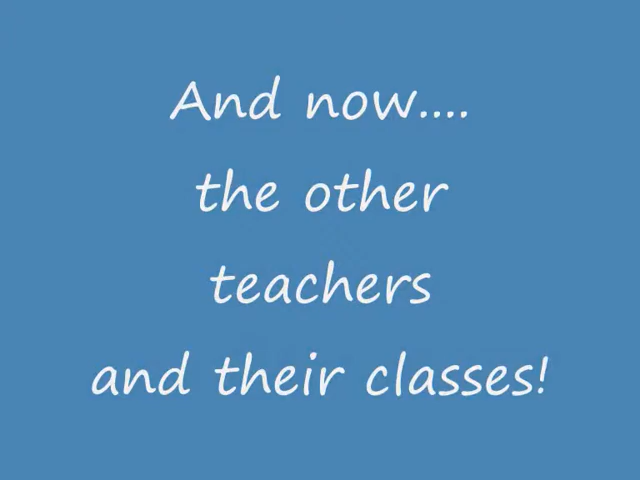 And now....
the other
teachers
and their classes!